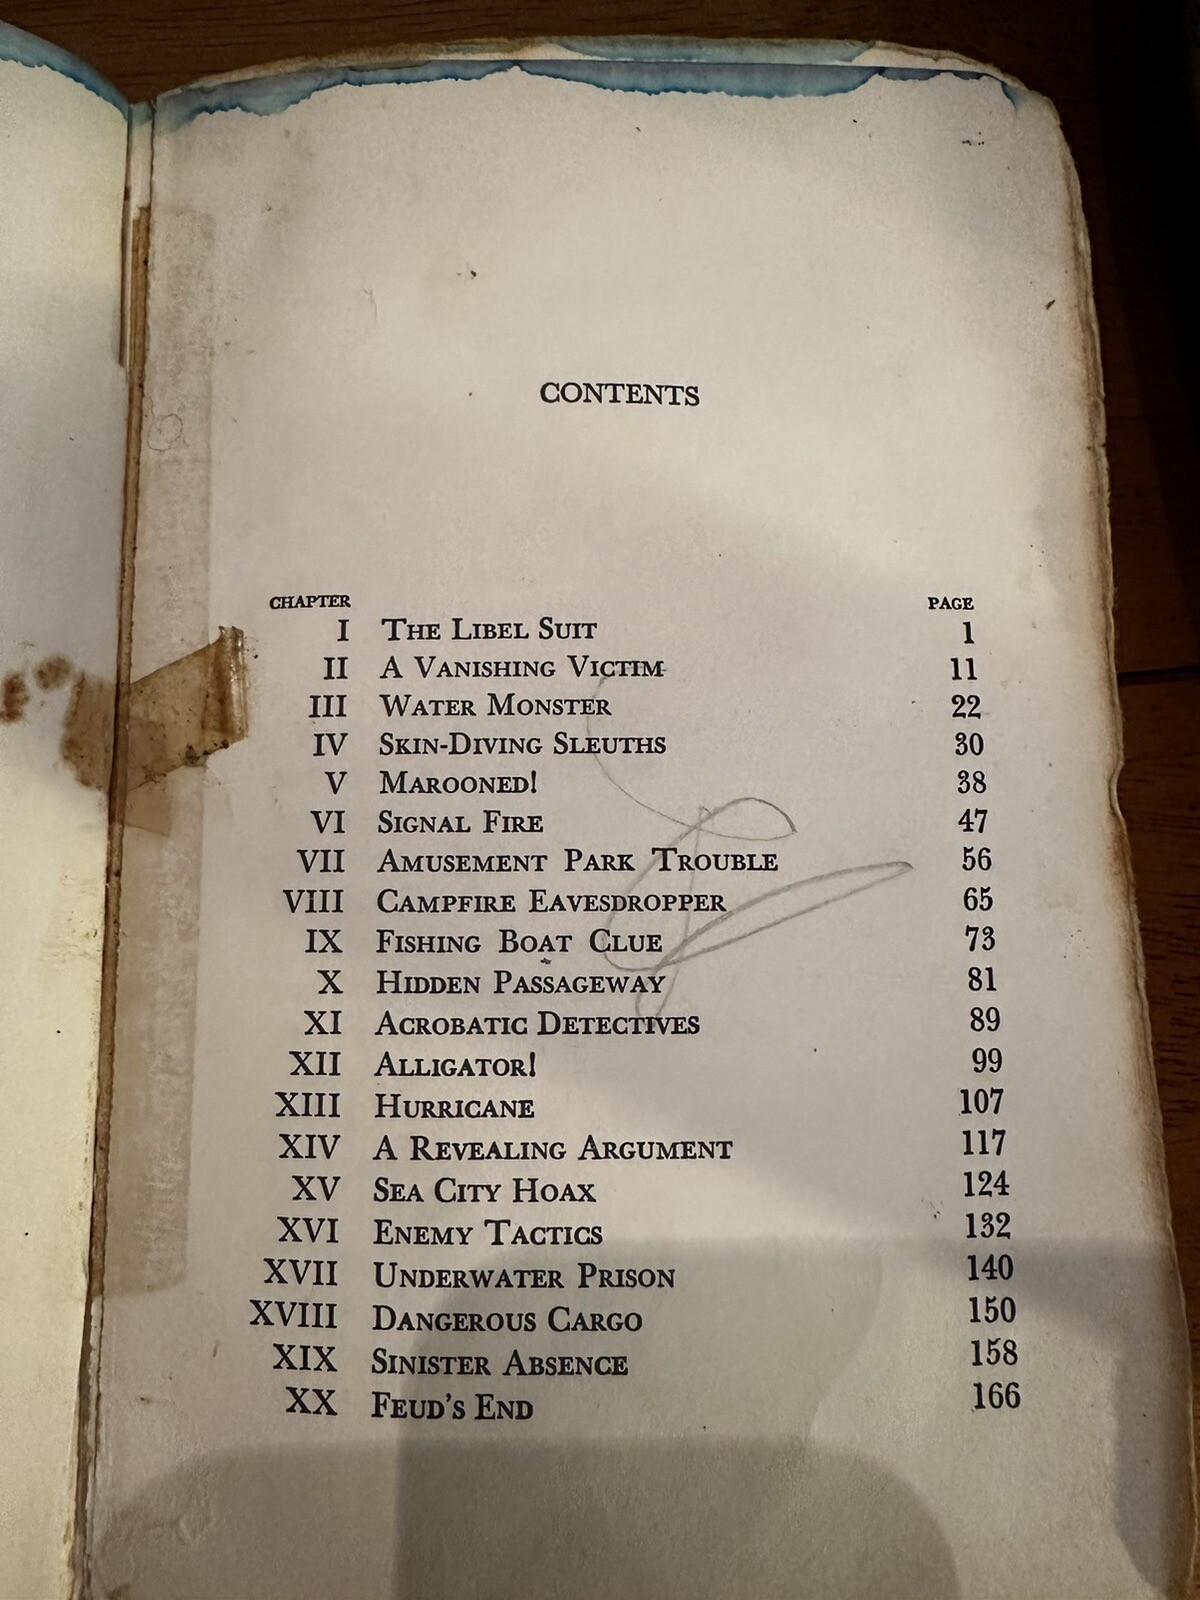 CONTENTS
CHAPTER PAGE
I THE LIBEL SUIT 1
II A VANISHING VICTIM 11
III WATER MONSTER 22
IV SKIN-DIVING SLEUTHS 30
V MAROONED! 38
VI SIGNAL FIRE 47
VII AMUSEMENT PARK TROUBLE 56
VIII CAMPFIRE EAVESDROPPER 65
IX FISHING BOAT CLUE 73
X HIDDEN PASSAGEWAY 81
XI ACROBATIC DETECTIVES 89
XII ALLIGATOR! 99
XIII HURRICANE 107
XIV A REVEALING ARGUMENT 117
XV SEA CITY HOAX 124
XVI ENEMY TACTICS 132
XVII UNDERWATER PRISON 140
XVIII DANGEROUS CARGO 150
XIX SINISTER ABSENCE 158
XX FEUD'S END 166